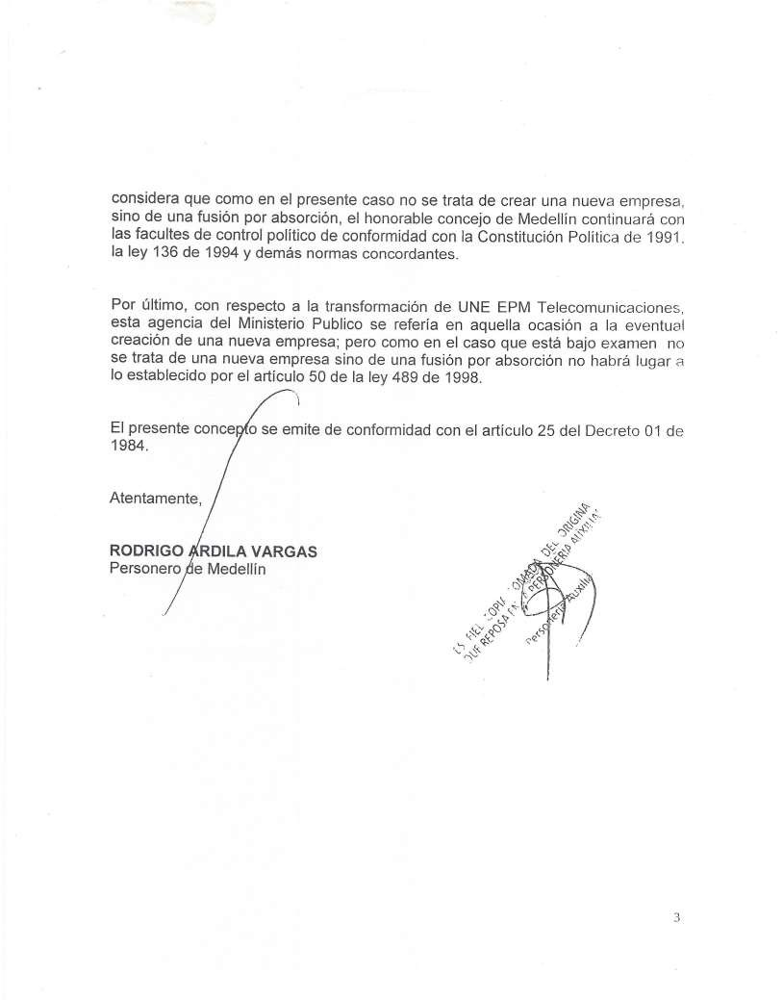 considera que como en el presente caso no se trata de crear una nueva empresa,
sino de una fusión por absorción, el honorable concejo de Medellín continuará con
las facultes de control político de conformidad con la Constitución Política de 1991.
la ley 136 de 1994 y demás normas concordantes.
Por último, con respecto a la transformación de UNE EPM Telecomunicaciones,
esta agencia del Ministerio Publico se refería en aquella ocasión a la eventual
creación de una nueva empresa; pero como en el caso que está bajo examen no
se trata de una nueva empresa sino de una fusión por absorción no habrá lugar a
lo establecido por el artículo 50 de la ley 489 de 1998.
El presente concepto se emite de conformidad con el artículo 25 del Decreto 01 de
1984.
Atentamente,
RODRIGO ARDILA VARGAS
Personero de Medellín
ES FIEL COPIA TOMADA DEL ORIGINA
QUE REPOSA EN PERSONERIA AUXILIA
Personería Auxilia
3